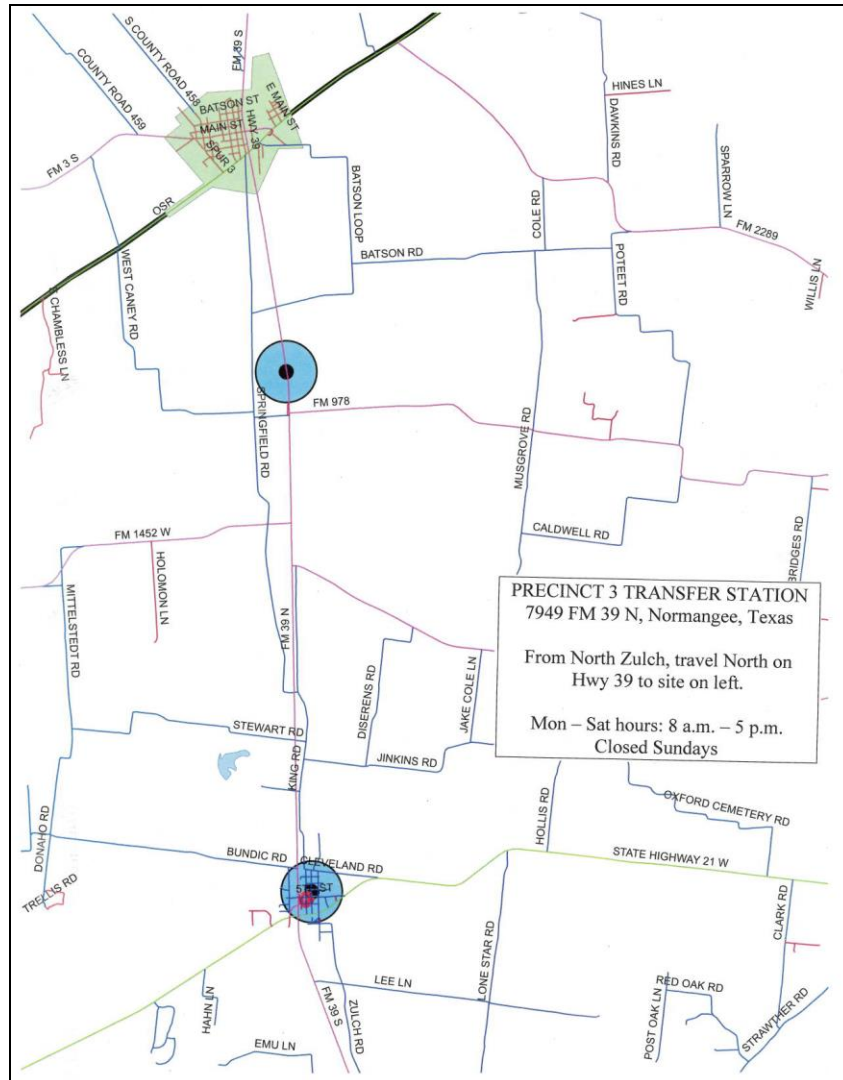 FM 39 S
S COUNTY ROAD 458
COUNTY ROAD 459
BATSON ST
E MAIN ST
MAIN ST
HWY 39
SPUR 3
FM 3 S
OSR
HINES LN
DAWKINS RD
SPARROW LN
BATSON LOOP
COLE RD
BATSON RD
FM 2289
POTEET RD
WILLIS LN
WEST CANEY RD
CHAMBLESS LN
SPRINGFIELD RD
FM 978
MUSGROVE RD
FM 1452 W
HOLOMON LN
CALDWELL RD
BRIDGES RD
MITTELSTEDT RD
FM 39 N
PRECINCT 3 TRANSFER STATION
7949 FM 39 N, Normangee, Texas
From North Zulch, travel North on
Hwy 39 to site on left.
Mon – Sat hours: 8 a.m. – 5 p.m.
Closed Sundays
DISERENS RD
JAKE COLE LN
STEWART RD
KING RD
JINKINS RD
HOLLIS RD
OXFORD CEMETERY RD
DONAHO RD
BUNDIC RD
CLEVELAND RD
STATE HIGHWAY 21 W
TRELLIS RD
5TH ST
LONE STAR RD
CLARK RD
HAHN LN
FM 39 S
ZULCH RD
LEE LN
POST OAK LN
RED OAK RD
STRAWTHER RD
EMU LN